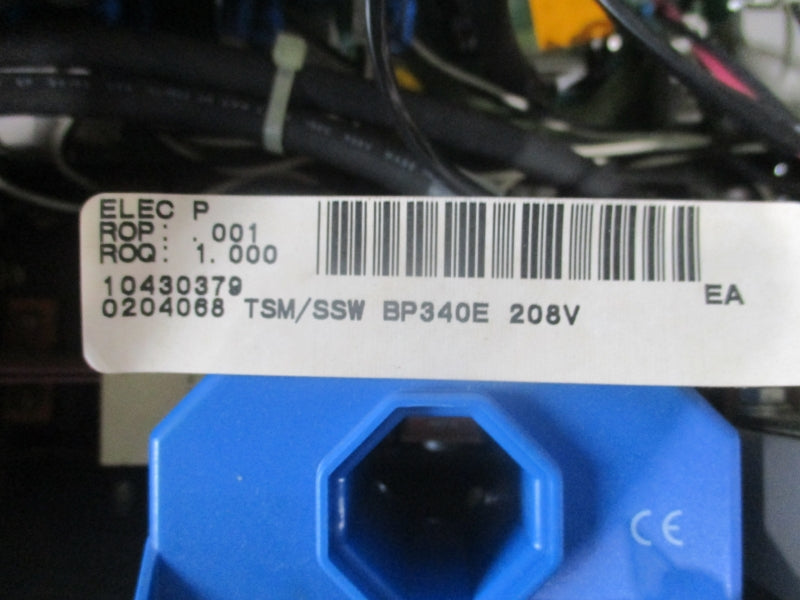 ELEC P
ROP: .001
ROQ: 1.000
10430379
EA
0204068 TSM/SSW BP340E 208V
CE